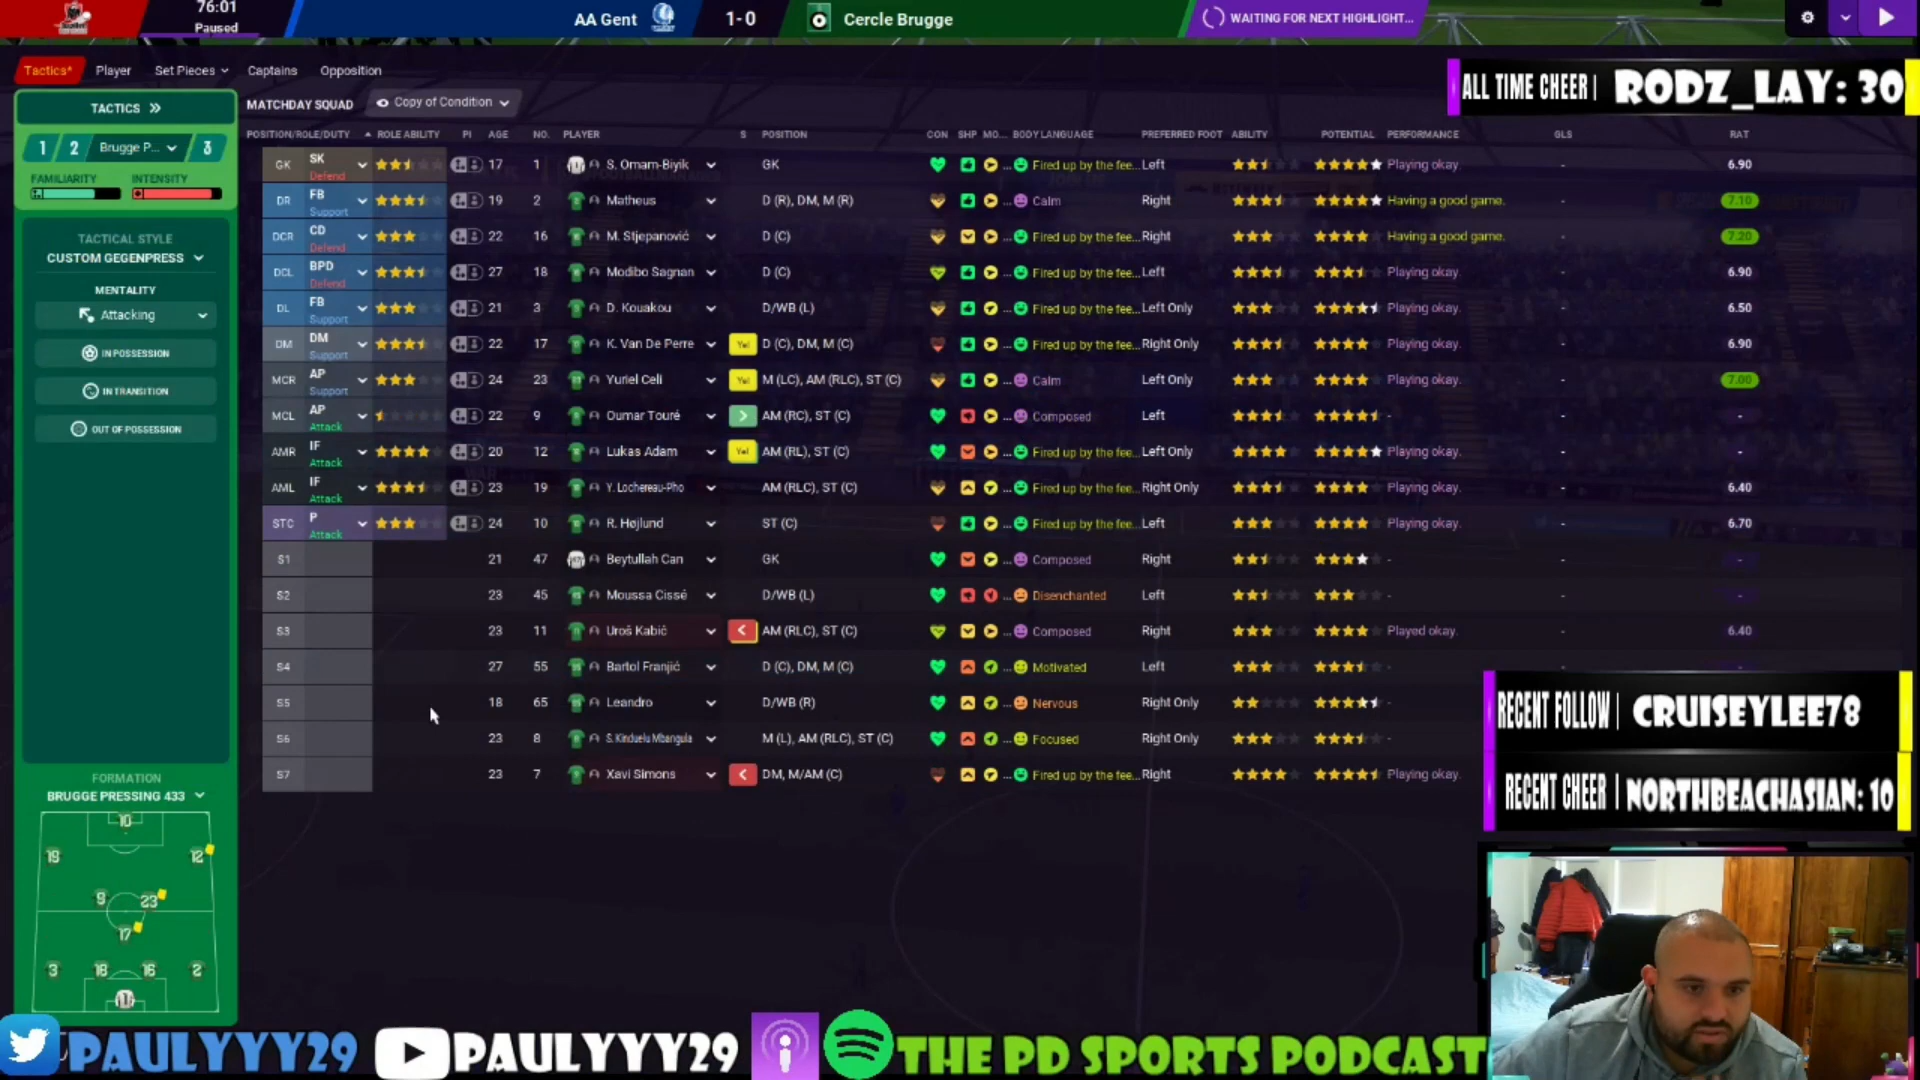 76:01
Paused
AA Gent 1-0 Cercle Brugge
WAITING FOR NEXT HIGHLIGHT...
Tactics* Player Set Pieces Captains Opposition
ALL TIME CHEER | RODZ_LAY: 30
TACTICS
MATCHDAY SQUAD Copy of Condition
1 2 Brugge P... 3
FAMILIARITY INTENSITY
POSITION/ROLE/DUTY ROLE ABILITY PI AGE NO. PLAYER S POSITION CON SHP MO... BODY LANGUAGE PREFERRED FOOT ABILITY POTENTIAL PERFORMANCE GLS RAT
GK SK Defend 17 1 S. Omam-Biyik GK ... Fired up by the fee... Left Playing okay. - 6.90
DR FB Support 19 2 Matheus D (R), DM, M (R) ... Calm Right Having a good game. - 7.10
DCR CD Defend 22 16 M. Stjepanović D (C) ... Fired up by the fee... Right Having a good game. - 7.20
DCL BPD Defend 27 18 Modibo Sagnan D (C) ... Fired up by the fee... Left Playing okay. - 6.90
DL FB Support 21 3 D. Kouakou D/WB (L) ... Fired up by the fee... Left Only Playing okay. - 6.50
DM DM Support 22 17 K. Van De Perre Yel D (C), DM, M (C) ... Fired up by the fee... Right Only Playing okay. - 6.90
MCR AP Support 24 23 Yuriel Celi Yel M (LC), AM (RLC), ST (C) ... Calm Left Only Playing okay. - 7.00
MCL AP Attack 22 9 Oumar Touré AM (RC), ST (C) ... Composed Left - - -
AMR IF Attack 20 12 Lukas Adam Yel AM (RL), ST (C) ... Fired up by the fee... Left Only Playing okay. - -
AML IF Attack 23 19 Y. Lochereau-Pho AM (RLC), ST (C) ... Fired up by the fee... Right Only Playing okay. - 6.40
STC P Attack 24 10 R. Højlund ST (C) ... Fired up by the fee... Left Playing okay. - 6.70
S1 21 47 Beytullah Can GK ... Composed Right - - -
S2 23 45 Moussa Cissé D/WB (L) ... Disenchanted Left - - -
S3 23 11 Uroš Kabić AM (RLC), ST (C) ... Composed Right Played okay. - 6.40
S4 27 55 Bartol Franjić D (C), DM, M (C) ... Motivated Left - - -
S5 18 65 Leandro D/WB (R) ... Nervous Right Only -
S6 23 8 S. Kinduelu Mbangula M (L), AM (RLC), ST (C) ... Focused Right Only -
S7 23 7 Xavi Simons DM, M/AM (C) ... Fired up by the fee... Right Playing okay.
TACTICAL STYLE
CUSTOM GEGENPRESS
MENTALITY
Attacking
IN POSSESSION
IN TRANSITION
OUT OF POSSESSION
FORMATION
BRUGGE PRESSING 433
10
19 12
9 23
17
3 18 16 2
1
RECENT FOLLOW | CRUISEYLEE78
RECENT CHEER | NORTHBEACHASIAN: 10
PAULYYY29 PAULYYY29 THE PD SPORTS PODCAST